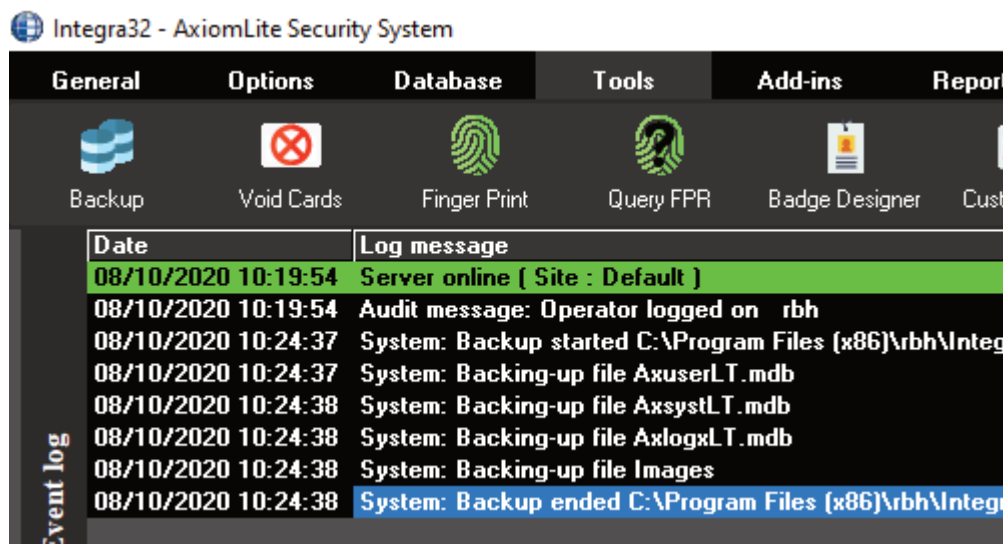 Integra32 - AxiomLite Security System
General Options Database Tools Add-ins
Backup Void Cards Finger Print Query FPR Badge Designer
Date Log message
08/10/2020 10:19:54 Server online ( Site : Default )
08/10/2020 10:19:54 Audit message: Operator logged on rbh
08/10/2020 10:24:37 System: Backup started C:\Program Files (x86)\rbh\Integ
08/10/2020 10:24:37 System: Backing-up file AxuserLT.mdb
08/10/2020 10:24:38 System: Backing-up file AxsystLT.mdb
08/10/2020 10:24:38 System: Backing-up file AxlogxLT.mdb
08/10/2020 10:24:38 System: Backing-up file Images
08/10/2020 10:24:38 System: Backup ended C:\Program Files (x86)\rbh\Integr
Event log